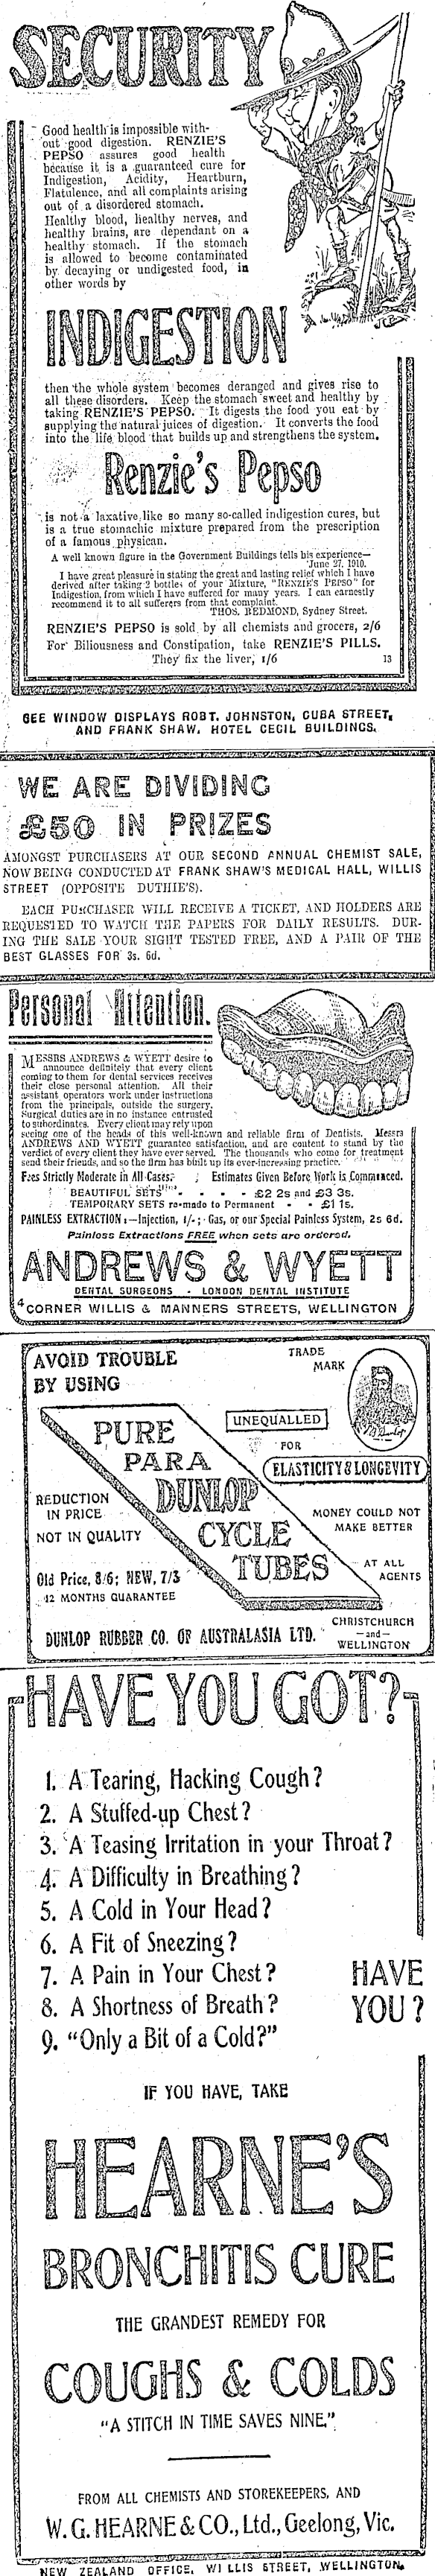 SECURITY
Good health is impossible with-
out good digestion. RENZIE'S
PEPSO assures good health
because it is a guaranteed cure for
Indigestion, Acidity, Heartburn,
Flatulence, and all complaints arising
out of a disordered stomach.
Healthy blood, healthy nerves, and
healthy brains, are dependant on a
healthy stomach. If the stomach
is allowed to become contaminated
by decaying or undigested food, in
other words by
INDIGESTION
then the whole system becomes deranged and gives rise to
all these disorders. Keep the stomach sweet and healthy by
taking RENZIE'S PEPSO. It digests the food you eat by
supplying the natural juices of digestion. It converts the food
into the life blood that builds up and strengthens the system.
Renzie's Pepso
is not a laxative like so many so-called indigestion cures, but
is a true stomachic mixture prepared from the prescription
of a famous physican.
A well known figure in the Government Buildings tells his experience—
June 27, 1910.
I have great pleasure in stating the great and lasting relief which I have
derived after taking 2 bottles of your Mixture, "RENZIE'S PEPSO" for
Indigestion, from which I have suffered for many years. I can earnestly
recommend it to all sufferers from that complaint.
THOS. REDMOND, Sydney Street.
RENZIE'S PEPSO is sold by all chemists and grocers, 2/6
For Biliousness and Constipation, take RENZIE'S PILLS.
They fix the liver, 1/6 13
SEE WINDOW DISPLAYS ROBT. JOHNSTON, CUBA STREET,
AND FRANK SHAW, HOTEL CECIL BUILDINGS.
WE ARE DIVIDING
£50 IN PRIZES
AMONGST PURCHASERS AT OUR SECOND ANNUAL CHEMIST SALE,
NOW BEING CONDUCTED AT FRANK SHAW'S MEDICAL HALL, WILLIS
STREET (OPPOSITE DUTHIE'S).
EACH PURCHASER WILL RECEIVE A TICKET, AND HOLDERS ARE
REQUESTED TO WATCH THE PAPERS FOR DAILY RESULTS. DUR-
ING THE SALE YOUR SIGHT TESTED FREE, AND A PAIR OF THE
BEST GLASSES FOR 3s. 6d.
Personal Attention.
MESSRS ANDREWS & WYETT desire to
announce definitely that every client
coming to them for dental services receives
their close personal attention. All their
assistant operators work under instructions
from the principals, outside the surgery.
Surgical duties are in no instance entrusted
to subordinates. Every client may rely upon
seeing one of the heads of this well-known and reliable firm of Dentists. Messrs
ANDREWS AND WYETT guarantee satisfaction, and are content to stand by the
verdict of every client they have ever served. The thousands who come for treatment
send their friends, and so the firm has built up its ever-increasing practice.
Fees Strictly Moderate in All Cases. Estimates Given Before Work is Commenced.
BEAUTIFUL SETS - - - £2 2s and £3 3s.
TEMPORARY SETS re-made to Permanent - - £1 1s.
PAINLESS EXTRACTION:—Injection, 1/-; Gas, or our Special Painless System, 2s 6d.
Painless Extractions FREE when sets are ordered.
ANDREWS & WYETT
DENTAL SURGEONS - LONDON DENTAL INSTITUTE
4 CORNER WILLIS & MANNERS STREETS, WELLINGTON
AVOID TROUBLE
BY USING
TRADE
MARK
PURE
PARA
DUNLOP
CYCLE
TUBES
UNEQUALLED
FOR
ELASTICITY & LONGEVITY
REDUCTION
IN PRICE
NOT IN QUALITY
MONEY COULD NOT
MAKE BETTER
Old Price, 8/6; NEW, 7/3
12 MONTHS GUARANTEE
AT ALL
AGENTS
DUNLOP RUBBER CO. OF AUSTRALASIA LTD.
CHRISTCHURCH
—and—
WELLINGTON
HAVE YOU GOT?
1. A Tearing, Hacking Cough?
2. A Stuffed-up Chest?
3. A Teasing Irritation in your Throat?
4. A Difficulty in Breathing?
5. A Cold in Your Head?
6. A Fit of Sneezing?
7. A Pain in Your Chest?
8. A Shortness of Breath?
9. "Only a Bit of a Cold?"
HAVE
YOU?
IF YOU HAVE, TAKE
HEARNE'S
BRONCHITIS CURE
THE GRANDEST REMEDY FOR
COUGHS & COLDS
"A STITCH IN TIME SAVES NINE."
FROM ALL CHEMISTS AND STOREKEEPERS, AND
W. G. HEARNE & CO., Ltd., Geelong, Vic.
NEW ZEALAND OFFICE, WILLIS STREET, WELLINGTON.